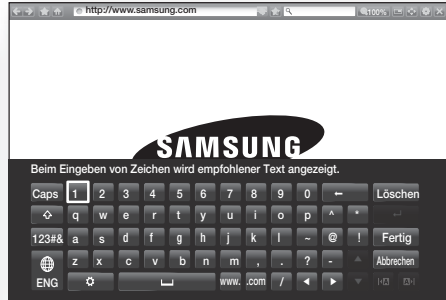 http://www.samsung.com 100%
SAMSUNG
Beim Eingeben von Zeichen wird empfohlener Text angezeigt.
Caps 1 2 3 4 5 6 7 8 9 0 ← Löschen
q w e r t y u i o p ^ *
123#& a s d f g h j k l ~ @ ! Fertig
z x c v b n m , . ? - Abbrechen
ENG www. .com /